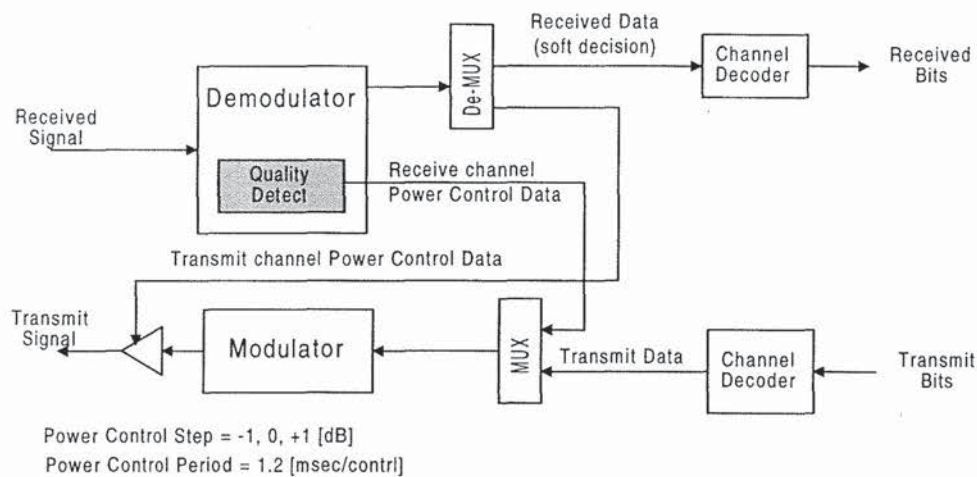 Received Data
(soft decision)
De-MUX
Channel
Decoder
Received
Bits
Demodulator
Received
Signal
Quality
Detect
Receive channel
Power Control Data
Transmit channel Power Control Data
Transmit
Signal
Modulator
MUX
Transmit Data
Channel
Decoder
Transmit
Bits
Power Control Step = -1, 0, +1 [dB]
Power Control Period = 1.2 [msec/contrl]